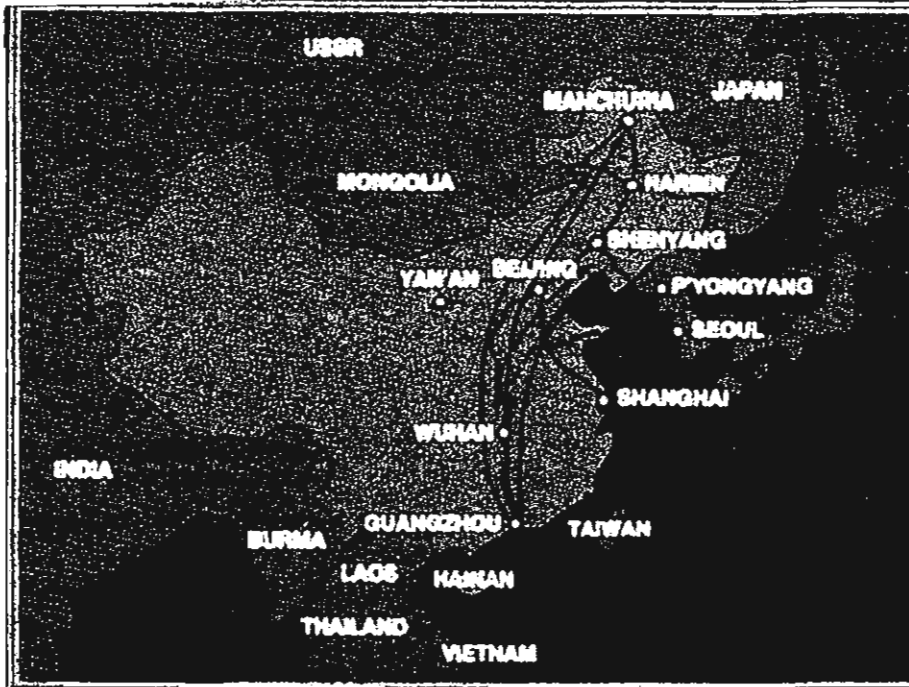 USSR
MANCHURIA
JAPAN
MONGOLIA
HARBIN
SHENYANG
YAN'AN
BEIJING
P'YONGYANG
SEOUL
SHANGHAI
WUHAN
INDIA
GUANGZHOU
TAIWAN
BURMA
LAOS
HAINAN
THAILAND
VIETNAM